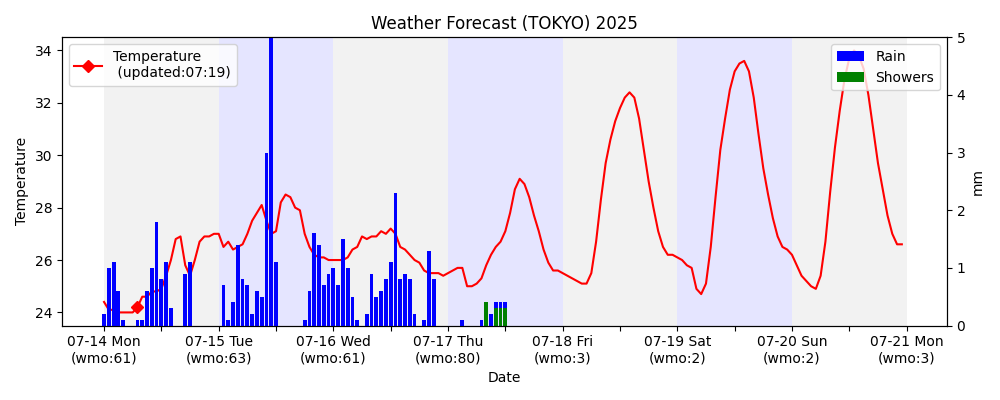 Weather Forecast (TOKYO) 2025
Temperature
(updated:07:19)
Rain
Showers
34
32
30
28
26
24
Temperature
5
4
3
2
1
0
mm
07-14 Mon
(wmo:61)
07-15 Tue
(wmo:63)
07-16 Wed
(wmo:61)
07-17 Thu
(wmo:80)
07-18 Fri
(wmo:3)
07-19 Sat
(wmo:2)
07-20 Sun
(wmo:2)
07-21 Mon
(wmo:3)
Date